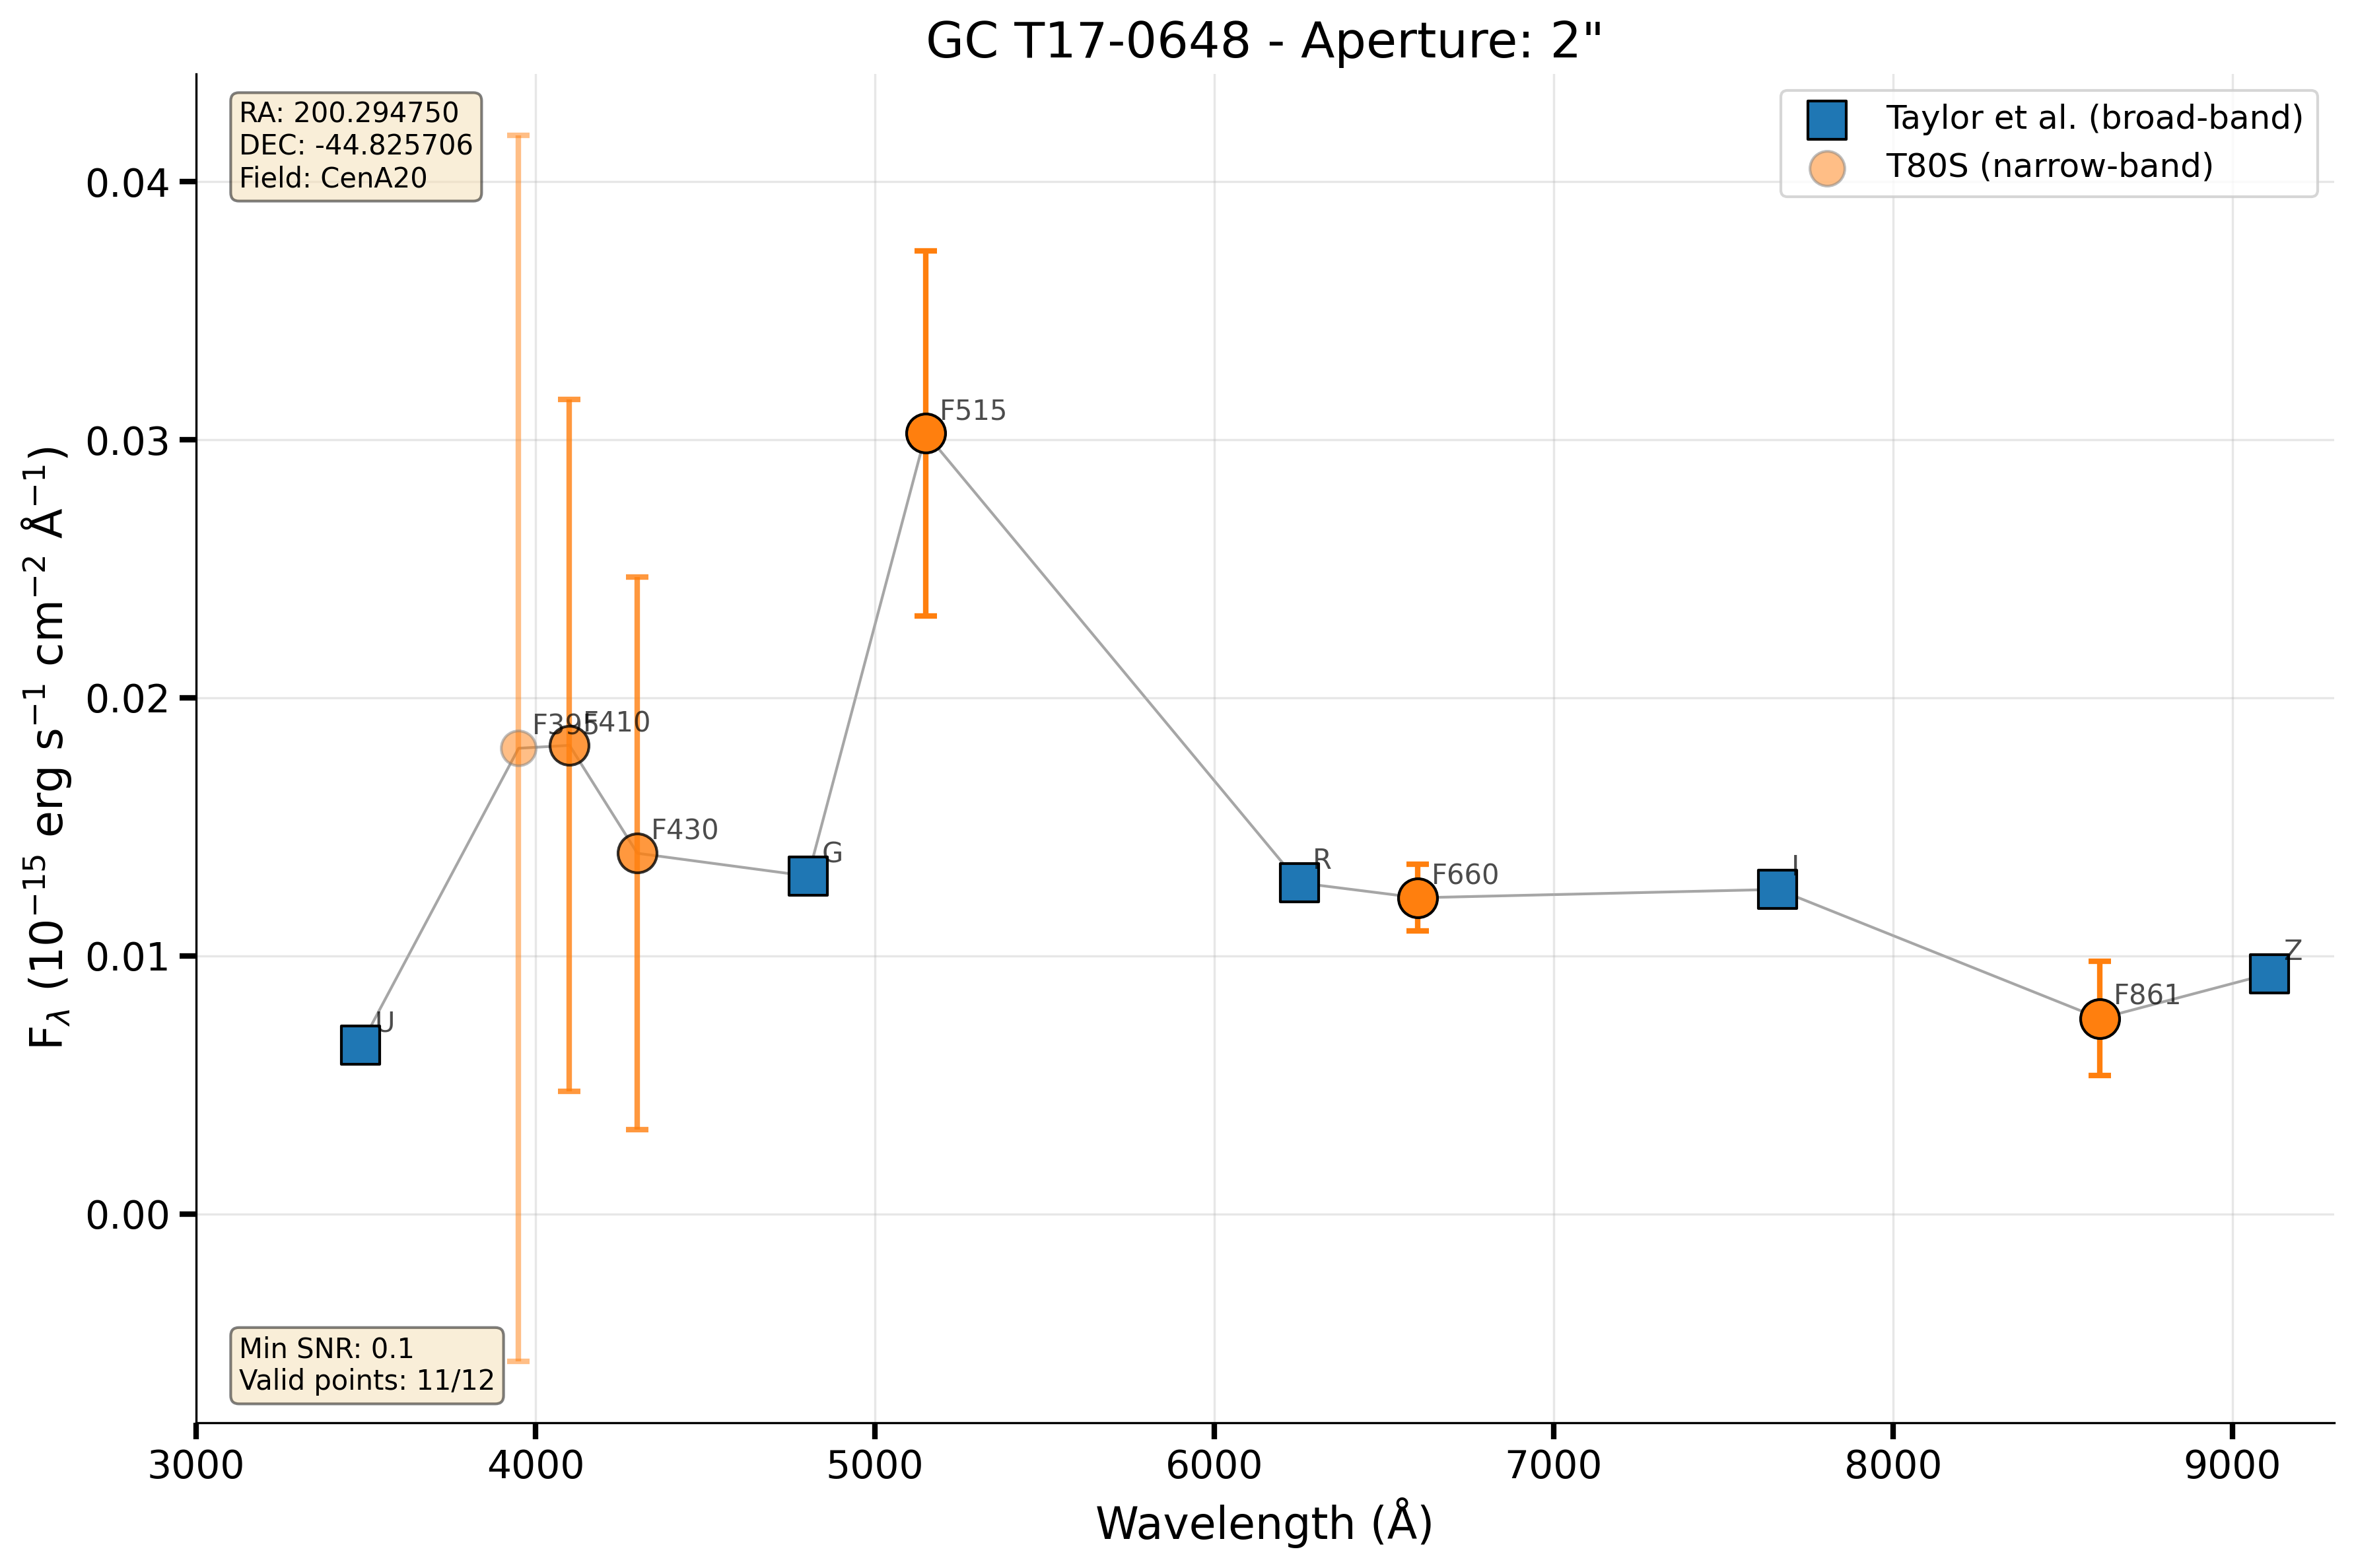 GC T17-0648 - Aperture: 2"
RA: 200.294750
DEC: -44.825706
Field: CenA20
Taylor et al. (broad-band)
T80S (narrow-band)
F_λ (10⁻¹⁵ erg s⁻¹ cm⁻² Å⁻¹)
0.04
0.03
0.02
0.01
0.00
U
F395
F410
F430
G
F515
R
F660
I
F861
Z
Min SNR: 0.1
Valid points: 11/12
3000 4000 5000 6000 7000 8000 9000
Wavelength (Å)